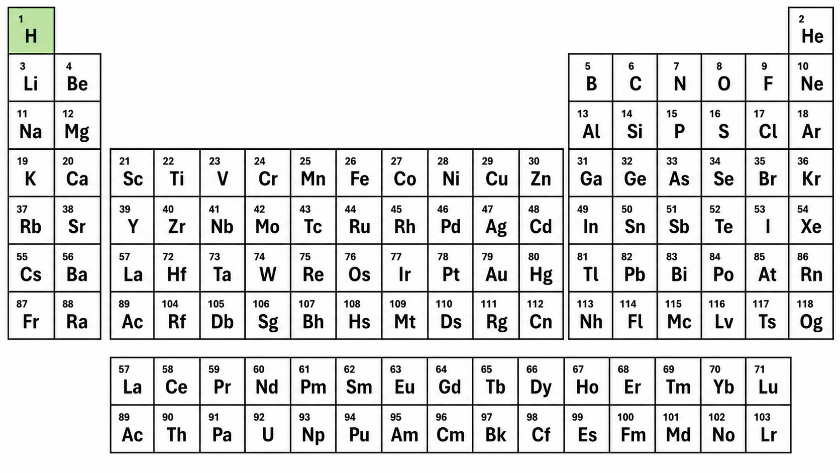 1 2
H He
3 4 5 6 7 8 9 10
Li Be B C N O F Ne
11 12 13 14 15 16 17 18
Na Mg Al Si P S Cl Ar
19 20 21 22 23 24 25 26 27 28 29 30 31 32 33 34 35 36
K Ca Sc Ti V Cr Mn Fe Co Ni Cu Zn Ga Ge As Se Br Kr
37 38 39 40 41 42 43 44 45 46 47 48 49 50 51 52 53 54
Rb Sr Y Zr Nb Mo Tc Ru Rh Pd Ag Cd In Sn Sb Te I Xe
55 56 57 72 73 74 75 76 77 78 79 80 81 82 83 84 85 86
Cs Ba La Hf Ta W Re Os Ir Pt Au Hg Tl Pb Bi Po At Rn
87 88 89 104 105 106 107 108 109 110 111 112 113 114 115 116 117 118
Fr Ra Ac Rf Db Sg Bh Hs Mt Ds Rg Cn Nh Fl Mc Lv Ts Og
57 58 59 60 61 62 63 64 65 66 67 68 69 70 71
La Ce Pr Nd Pm Sm Eu Gd Tb Dy Ho Er Tm Yb Lu
89 90 91 92 93 94 95 96 97 98 99 100 101 102 103
Ac Th Pa U Np Pu Am Cm Bk Cf Es Fm Md No Lr